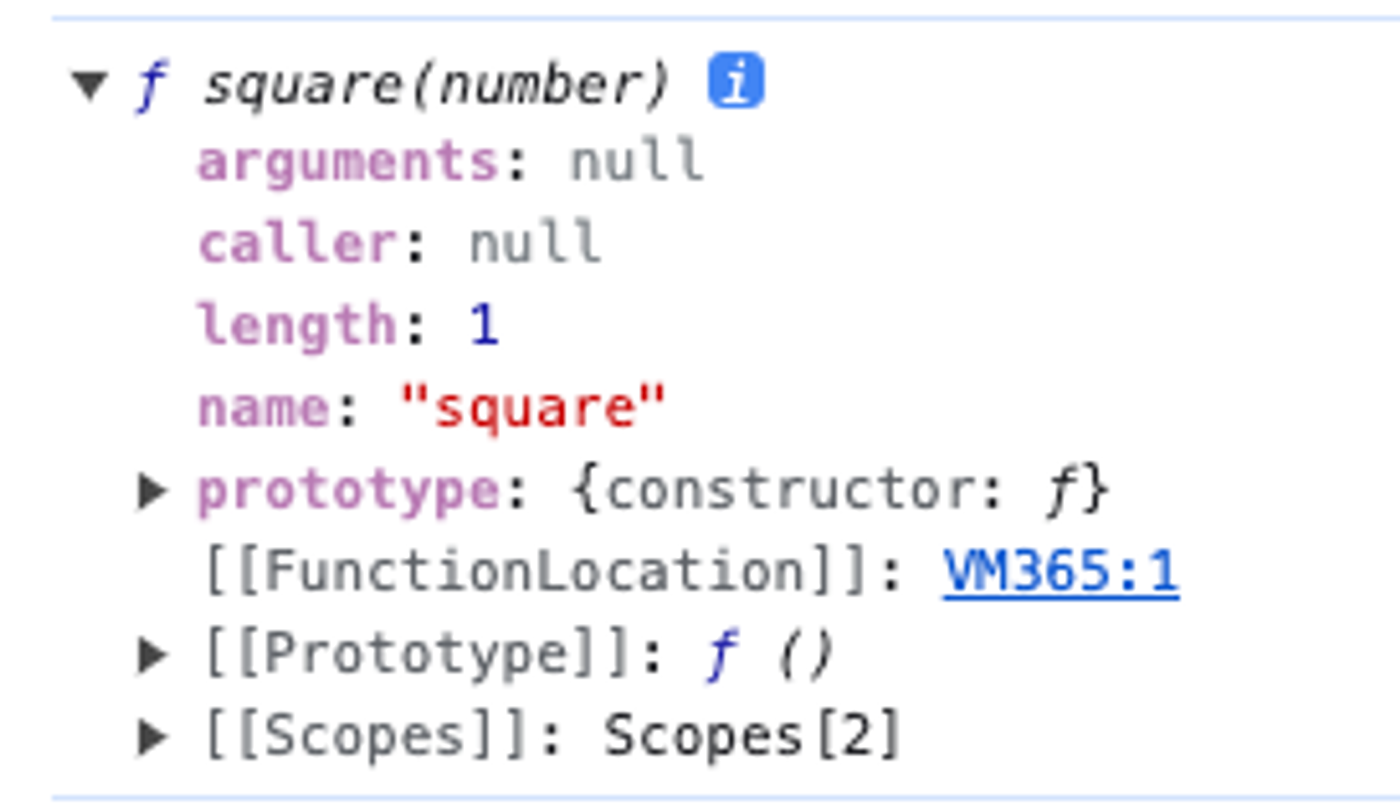 ▼ ƒ square(number) i
arguments: null
caller: null
length: 1
name: "square"
▶ prototype: {constructor: ƒ}
[[FunctionLocation]]: VM365:1
▶ [[Prototype]]: ƒ ()
▶ [[Scopes]]: Scopes[2]